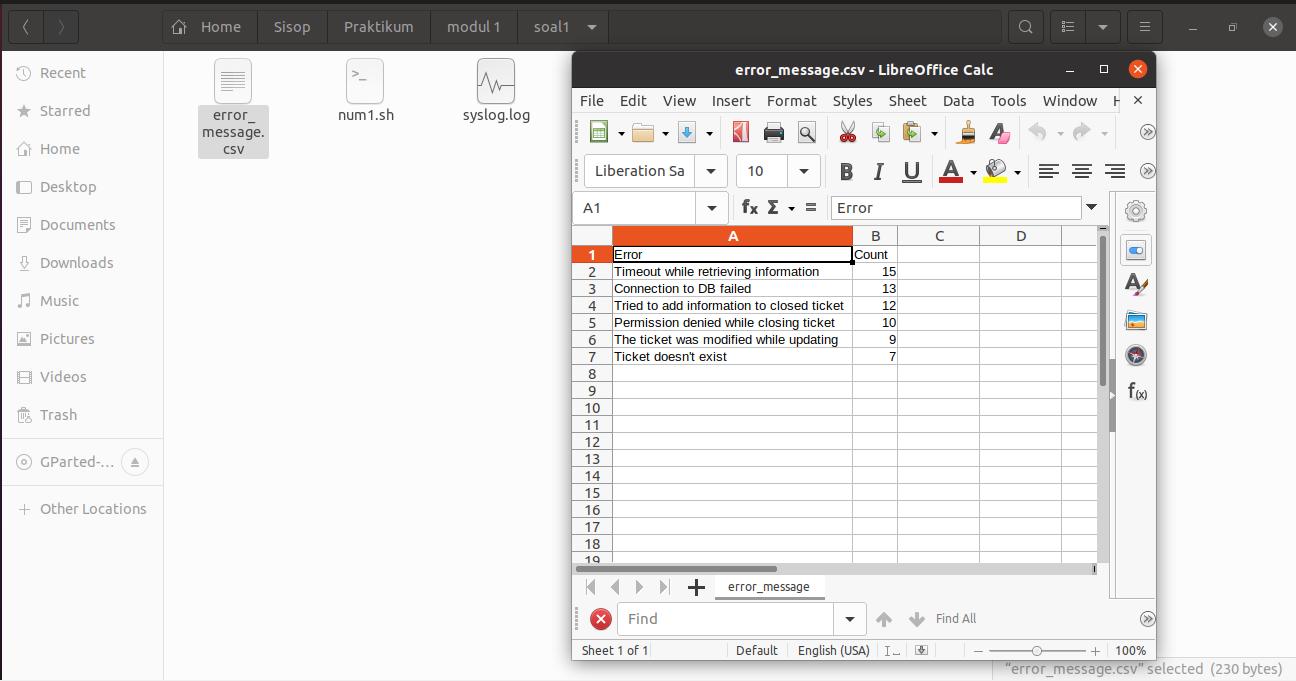 Home Sisop Praktikum modul 1 soal1
Recent
Starred
Home
Desktop
Documents
Downloads
Music
Pictures
Videos
Trash
GParted-...
Other Locations
error_
message.
csv
num1.sh
syslog.log
error_message.csv - LibreOffice Calc
File Edit View Insert Format Styles Sheet Data Tools Window
Liberation Sa 10 B I U A
A1 fx Σ = Error
A B C D
1 Error Count
2 Timeout while retrieving information 15
3 Connection to DB failed 13
4 Tried to add information to closed ticket 12
5 Permission denied while closing ticket 10
6 The ticket was modified while updating 9
7 Ticket doesn't exist 7
8
9
10
11
12
13
14
15
16
17
18
19
error_message
Find Find All
Sheet 1 of 1 Default English (USA) 100%
"error_message.csv" selected (230 bytes)